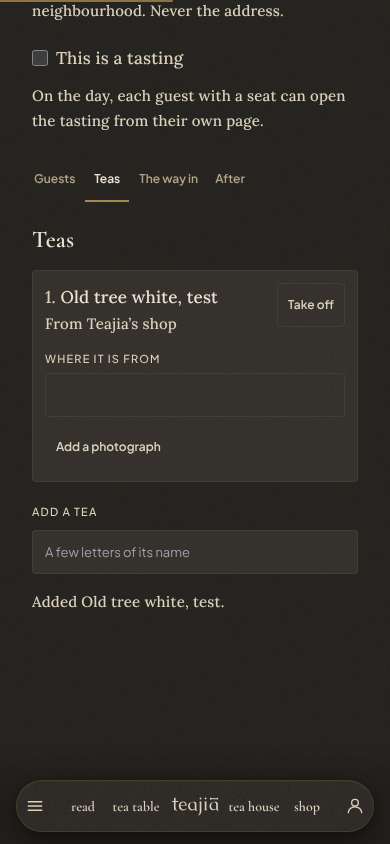 neighbourhood. Never the address.
This is a tasting
On the day, each guest with a seat can open
the tasting from their own page.
Guests Teas The way in After
Teas
1. Old tree white, test
Take off
From Teajia’s shop
WHERE IT IS FROM
Add a photograph
ADD A TEA
A few letters of its name
Added Old tree white, test.
read tea table teajiā tea house shop